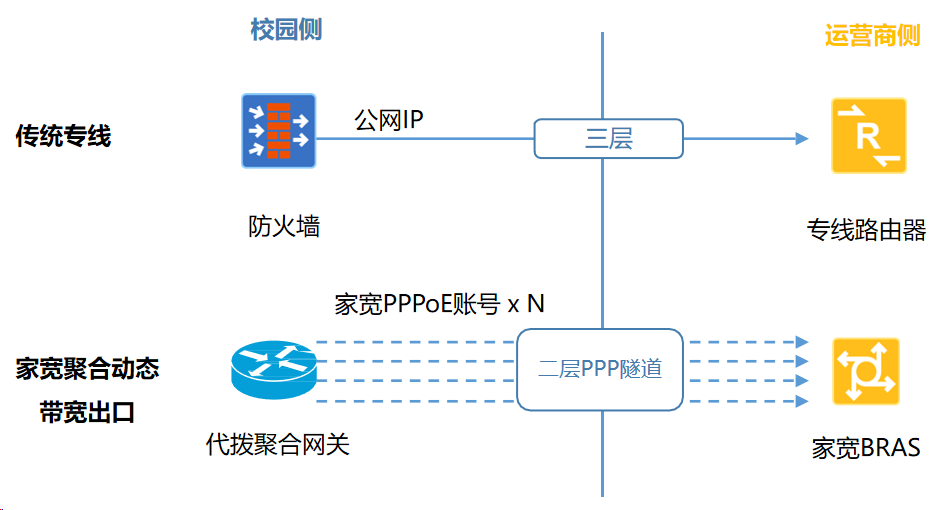 校园侧
运营商侧
传统专线
公网IP
三层
R
防火墙
专线路由器
家宽PPPoE账号 x N
家宽聚合动态
带宽出口
二层PPP隧道
代拨聚合网关
家宽BRAS